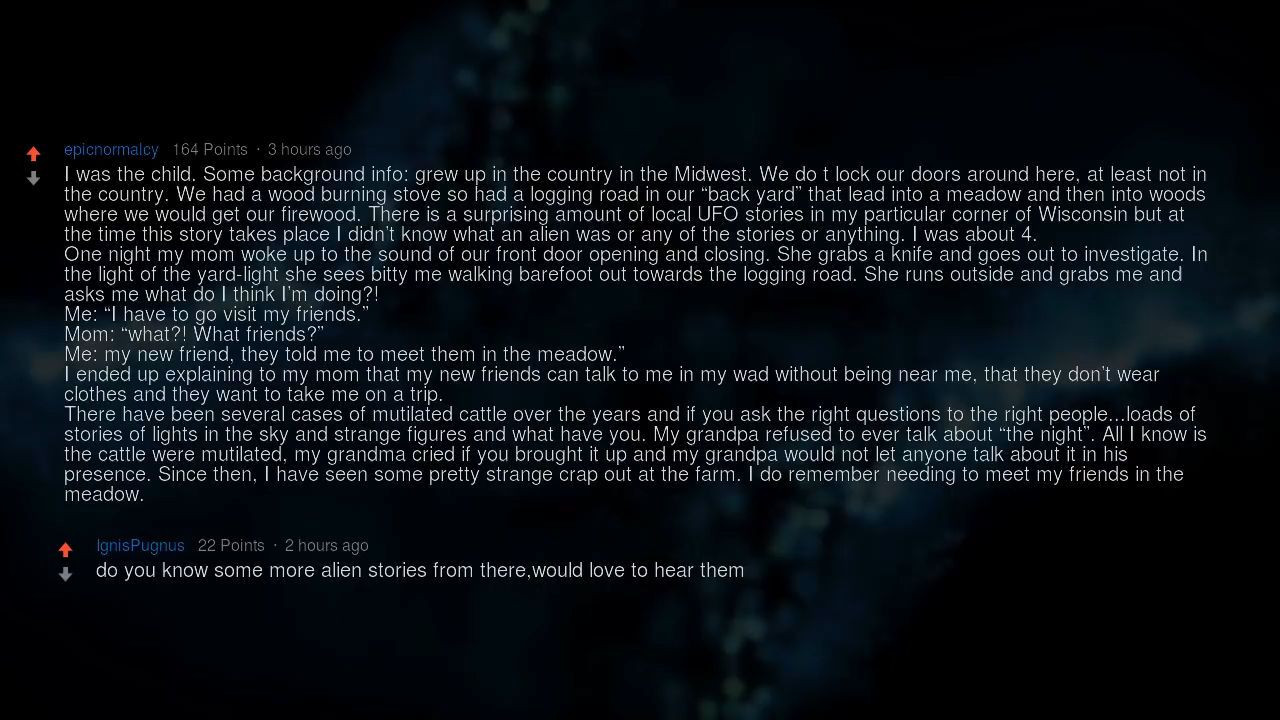 epicnormalcy 164 Points · 3 hours ago
I was the child. Some background info: grew up in the country in the Midwest. We do t lock our doors around here, at least not in
the country. We had a wood burning stove so had a logging road in our “back yard” that lead into a meadow and then into woods
where we would get our firewood. There is a surprising amount of local UFO stories in my particular corner of Wisconsin but at
the time this story takes place I didn’t know what an alien was or any of the stories or anything. I was about 4.
One night my mom woke up to the sound of our front door opening and closing. She grabs a knife and goes out to investigate. In
the light of the yard-light she sees bitty me walking barefoot out towards the logging road. She runs outside and grabs me and
asks me what do I think I’m doing?!
Me: “I have to go visit my friends.”
Mom: “what?! What friends?”
Me: my new friend, they told me to meet them in the meadow.”
I ended up explaining to my mom that my new friends can talk to me in my wad without being near me, that they don’t wear
clothes and they want to take me on a trip.
There have been several cases of mutilated cattle over the years and if you ask the right questions to the right people...loads of
stories of lights in the sky and strange figures and what have you. My grandpa refused to ever talk about “the night”. All I know is
the cattle were mutilated, my grandma cried if you brought it up and my grandpa would not let anyone talk about it in his
presence. Since then, I have seen some pretty strange crap out at the farm. I do remember needing to meet my friends in the
meadow.
IgnisPugnus 22 Points · 2 hours ago
do you know some more alien stories from there,would love to hear them